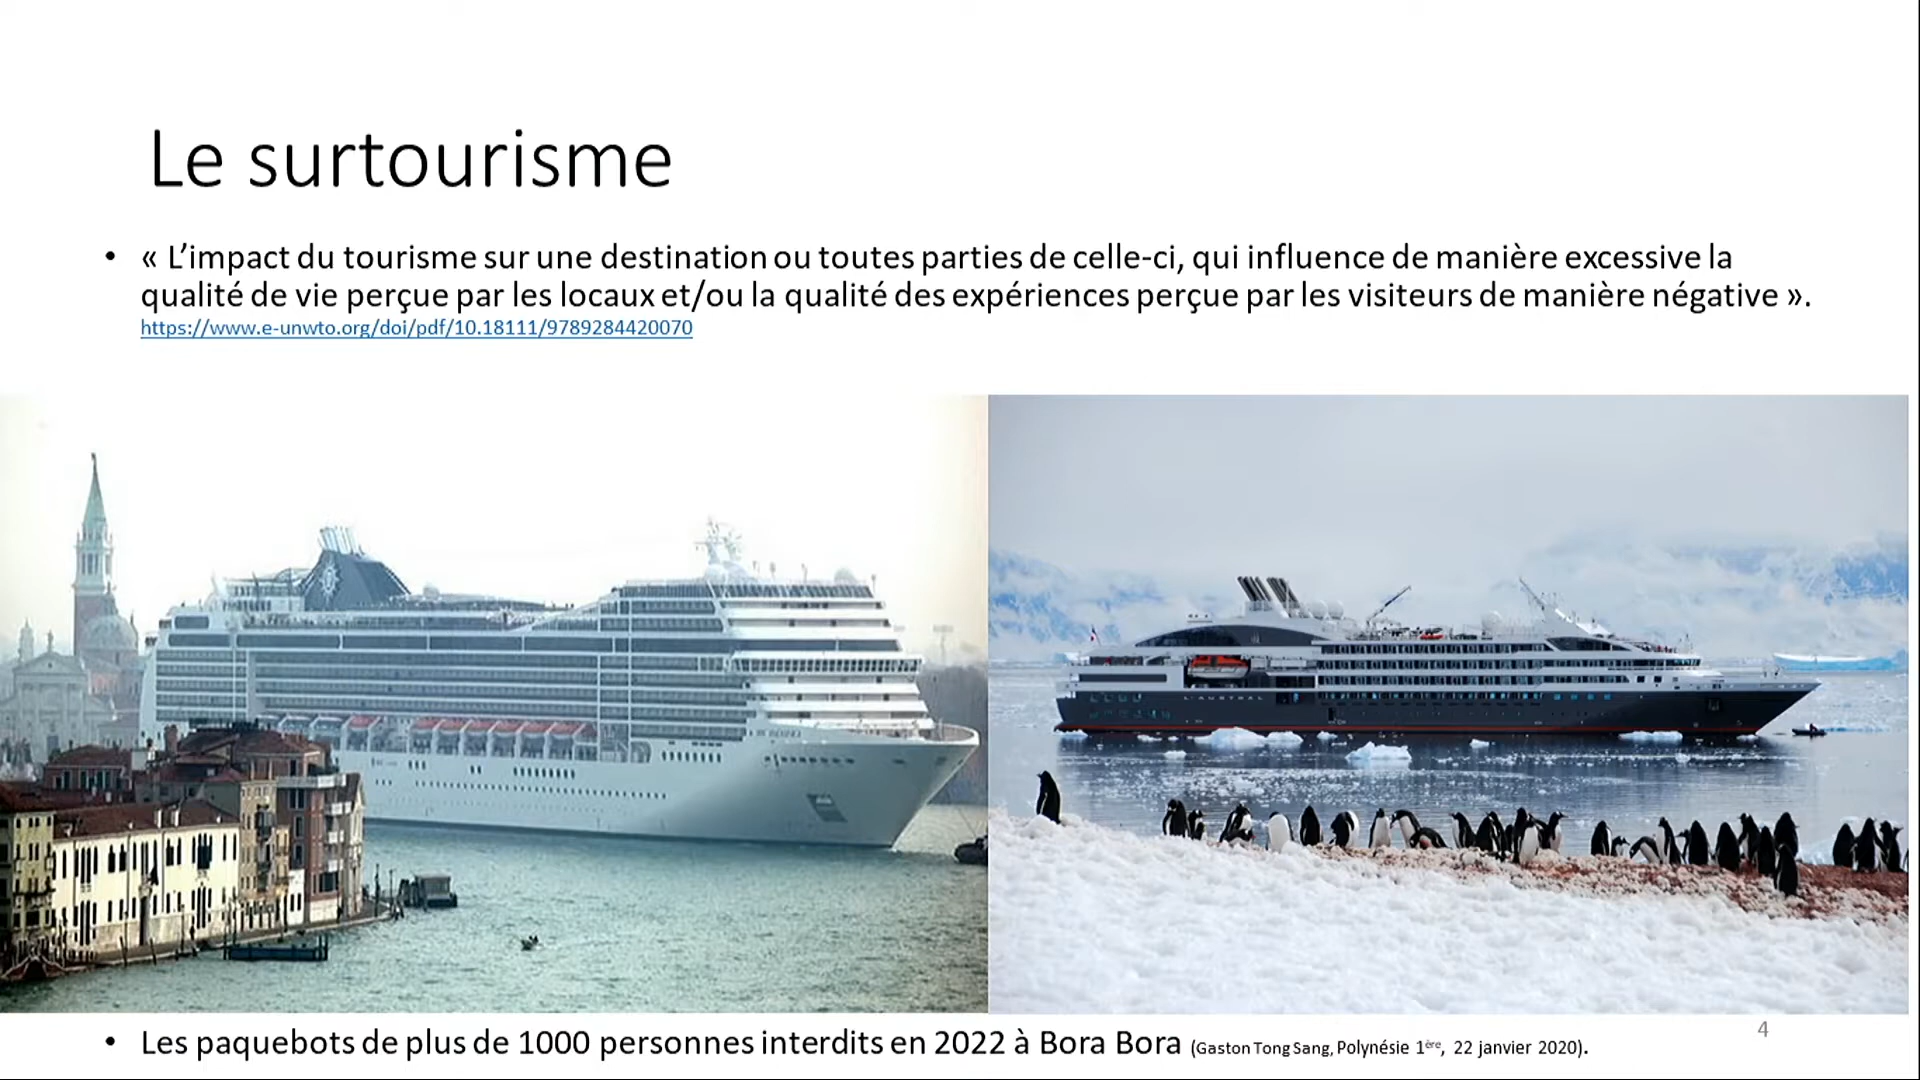 Le surtourisme
• « L’impact du tourisme sur une destination ou toutes parties de celle-ci, qui influence de manière excessive la
qualité de vie perçue par les locaux et/ou la qualité des expériences perçue par les visiteurs de manière négative ».
https://www.e-unwto.org/doi/pdf/10.18111/9789284420070
L'AUSTRAL
• Les paquebots de plus de 1000 personnes interdits en 2022 à Bora Bora (Gaston Tong Sang, Polynésie 1ère, 22 janvier 2020).
4